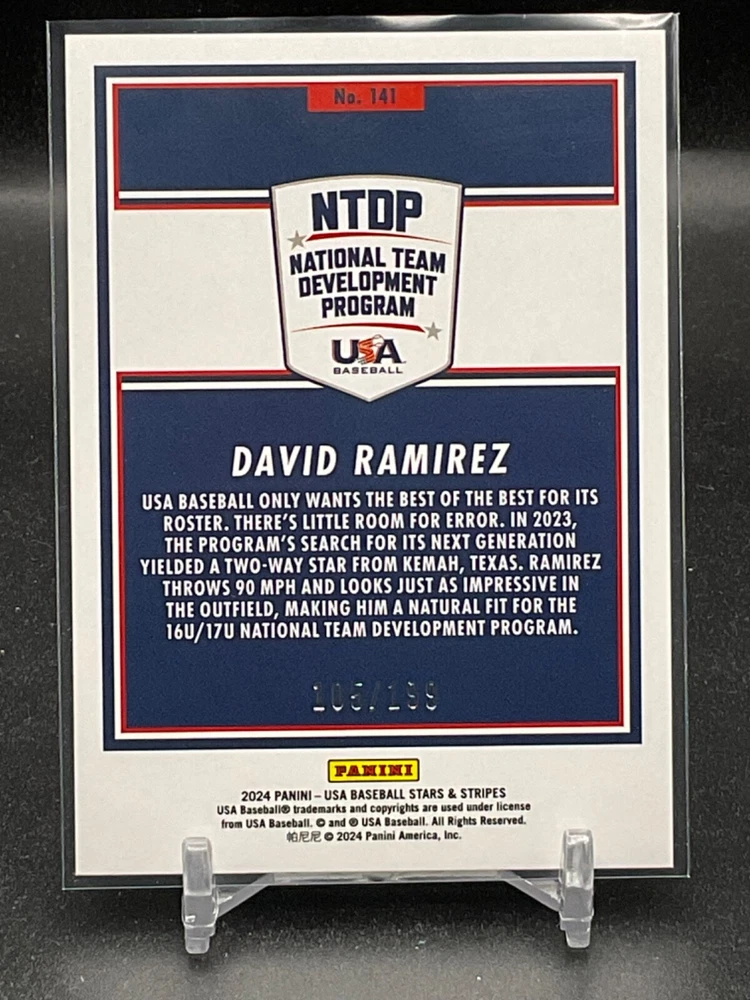 No. 141
NTDP
NATIONAL TEAM
DEVELOPMENT
PROGRAM
USA
BASEBALL
DAVID RAMIREZ
USA BASEBALL ONLY WANTS THE BEST OF THE BEST FOR ITS
ROSTER. THERE'S LITTLE ROOM FOR ERROR. IN 2023,
THE PROGRAM'S SEARCH FOR ITS NEXT GENERATION
YIELDED A TWO-WAY STAR FROM KEMAH, TEXAS. RAMIREZ
THROWS 90 MPH AND LOOKS JUST AS IMPRESSIVE IN
THE OUTFIELD, MAKING HIM A NATURAL FIT FOR THE
16U/17U NATIONAL TEAM DEVELOPMENT PROGRAM.
105/199
PANINI
2024 PANINI – USA BASEBALL STARS & STRIPES
USA Baseball® trademarks and copyrights are used under license
from USA Baseball. © and ® USA Baseball. All Rights Reserved.
帕尼尼 © 2024 Panini America, Inc.